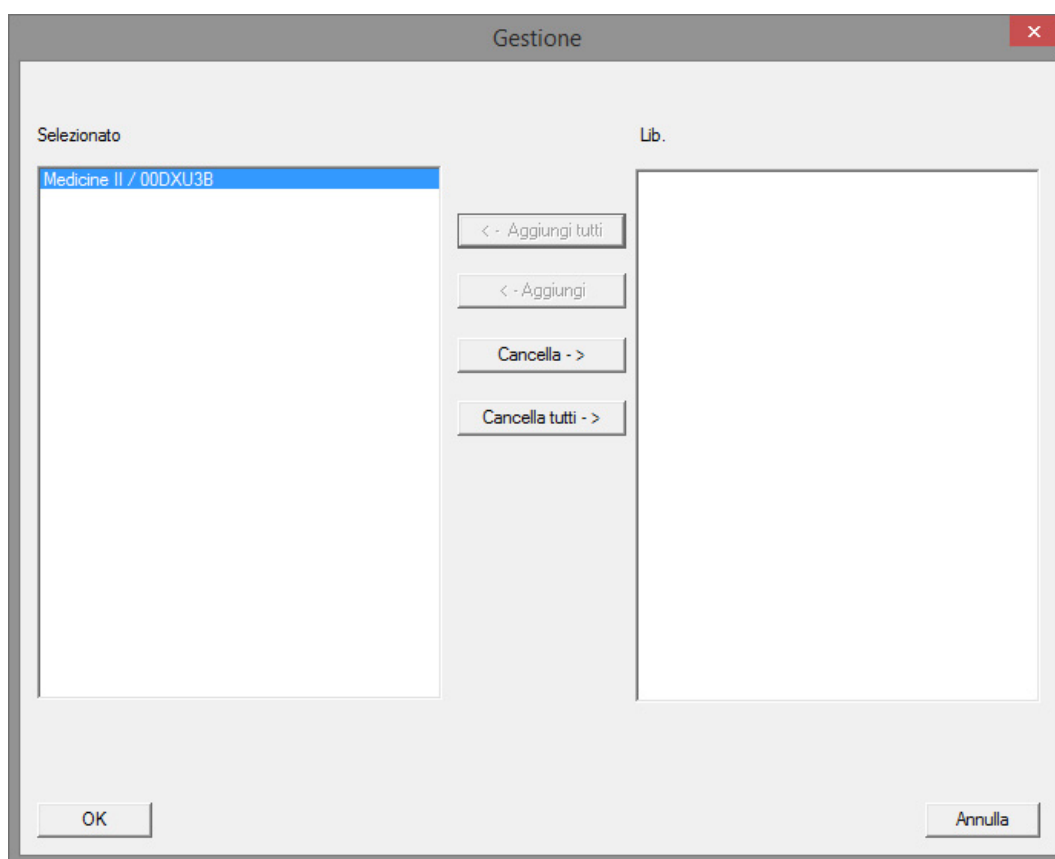 Gestione
Selezionato
Lib.
Medicine II / 00DXU3B
< - Aggiungi tutti
< - Aggiungi
Cancella - >
Cancella tutti - >
OK
Annulla